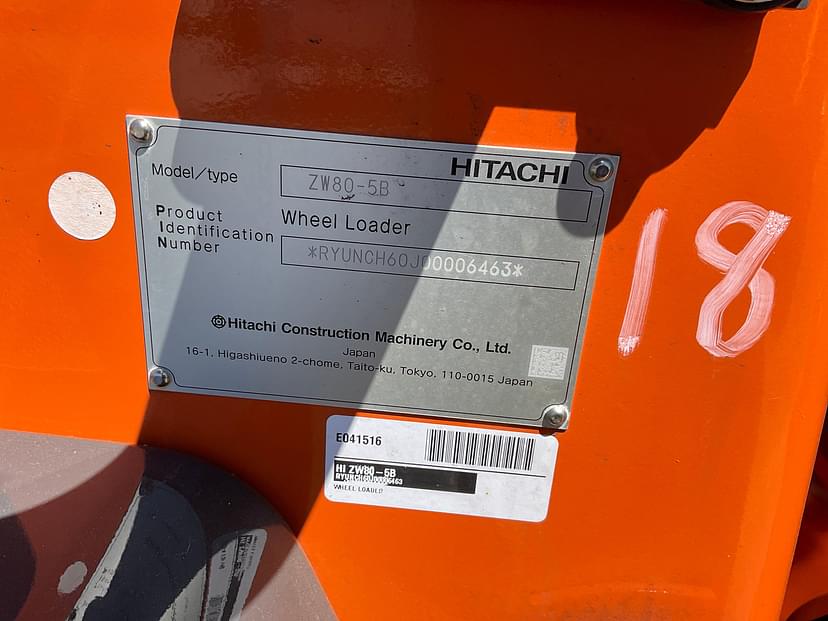 HITACHI
Model/type ZW80-5B
Product
Identification
Number
Wheel Loader
*RYUNCH60J00006463*
Hitachi Construction Machinery Co., Ltd.
Japan
16-1, Higashiueno 2-chome, Taito-ku, Tokyo, 110-0015 Japan
18
E041516
HI ZW80-5B
RYUNCH60J00006463
WHEEL LOADER